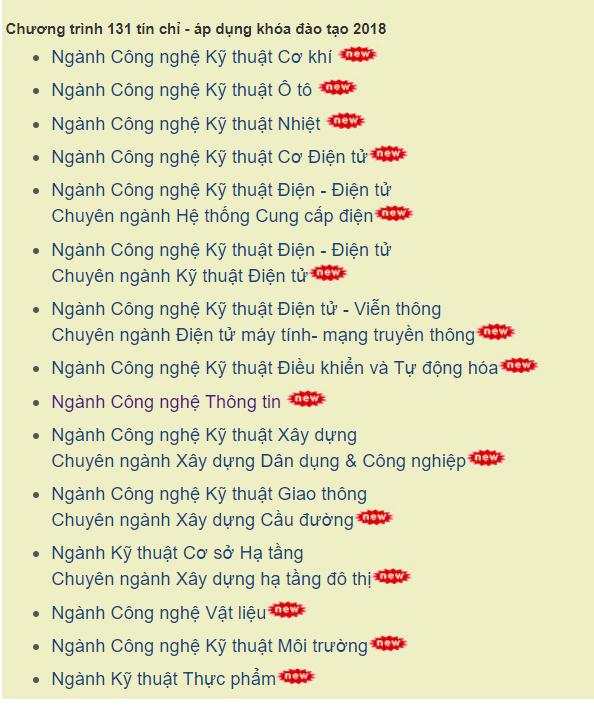 Chương trình 131 tín chỉ - áp dụng khóa đào tạo 2018
Ngành Công nghệ Kỹ thuật Cơ khí new
Ngành Công nghệ Kỹ thuật Ô tô new
Ngành Công nghệ Kỹ thuật Nhiệt new
Ngành Công nghệ Kỹ thuật Cơ Điện tử new
Ngành Công nghệ Kỹ thuật Điện - Điện tử
Chuyên ngành Hệ thống Cung cấp điện new
Ngành Công nghệ Kỹ thuật Điện - Điện tử
Chuyên ngành Kỹ thuật Điện tử new
Ngành Công nghệ Kỹ thuật Điện tử - Viễn thông
Chuyên ngành Điện tử máy tính- mạng truyền thông new
Ngành Công nghệ Kỹ thuật Điều khiển và Tự động hóa new
Ngành Công nghệ Thông tin new
Ngành Công nghệ Kỹ thuật Xây dựng
Chuyên ngành Xây dựng Dân dụng & Công nghiệp new
Ngành Công nghệ Kỹ thuật Giao thông
Chuyên ngành Xây dựng Cầu đường new
Ngành Kỹ thuật Cơ sở Hạ tầng
Chuyên ngành Xây dựng hạ tầng đô thị new
Ngành Công nghệ Vật liệu new
Ngành Công nghệ Kỹ thuật Môi trường new
Ngành Kỹ thuật Thực phẩm new